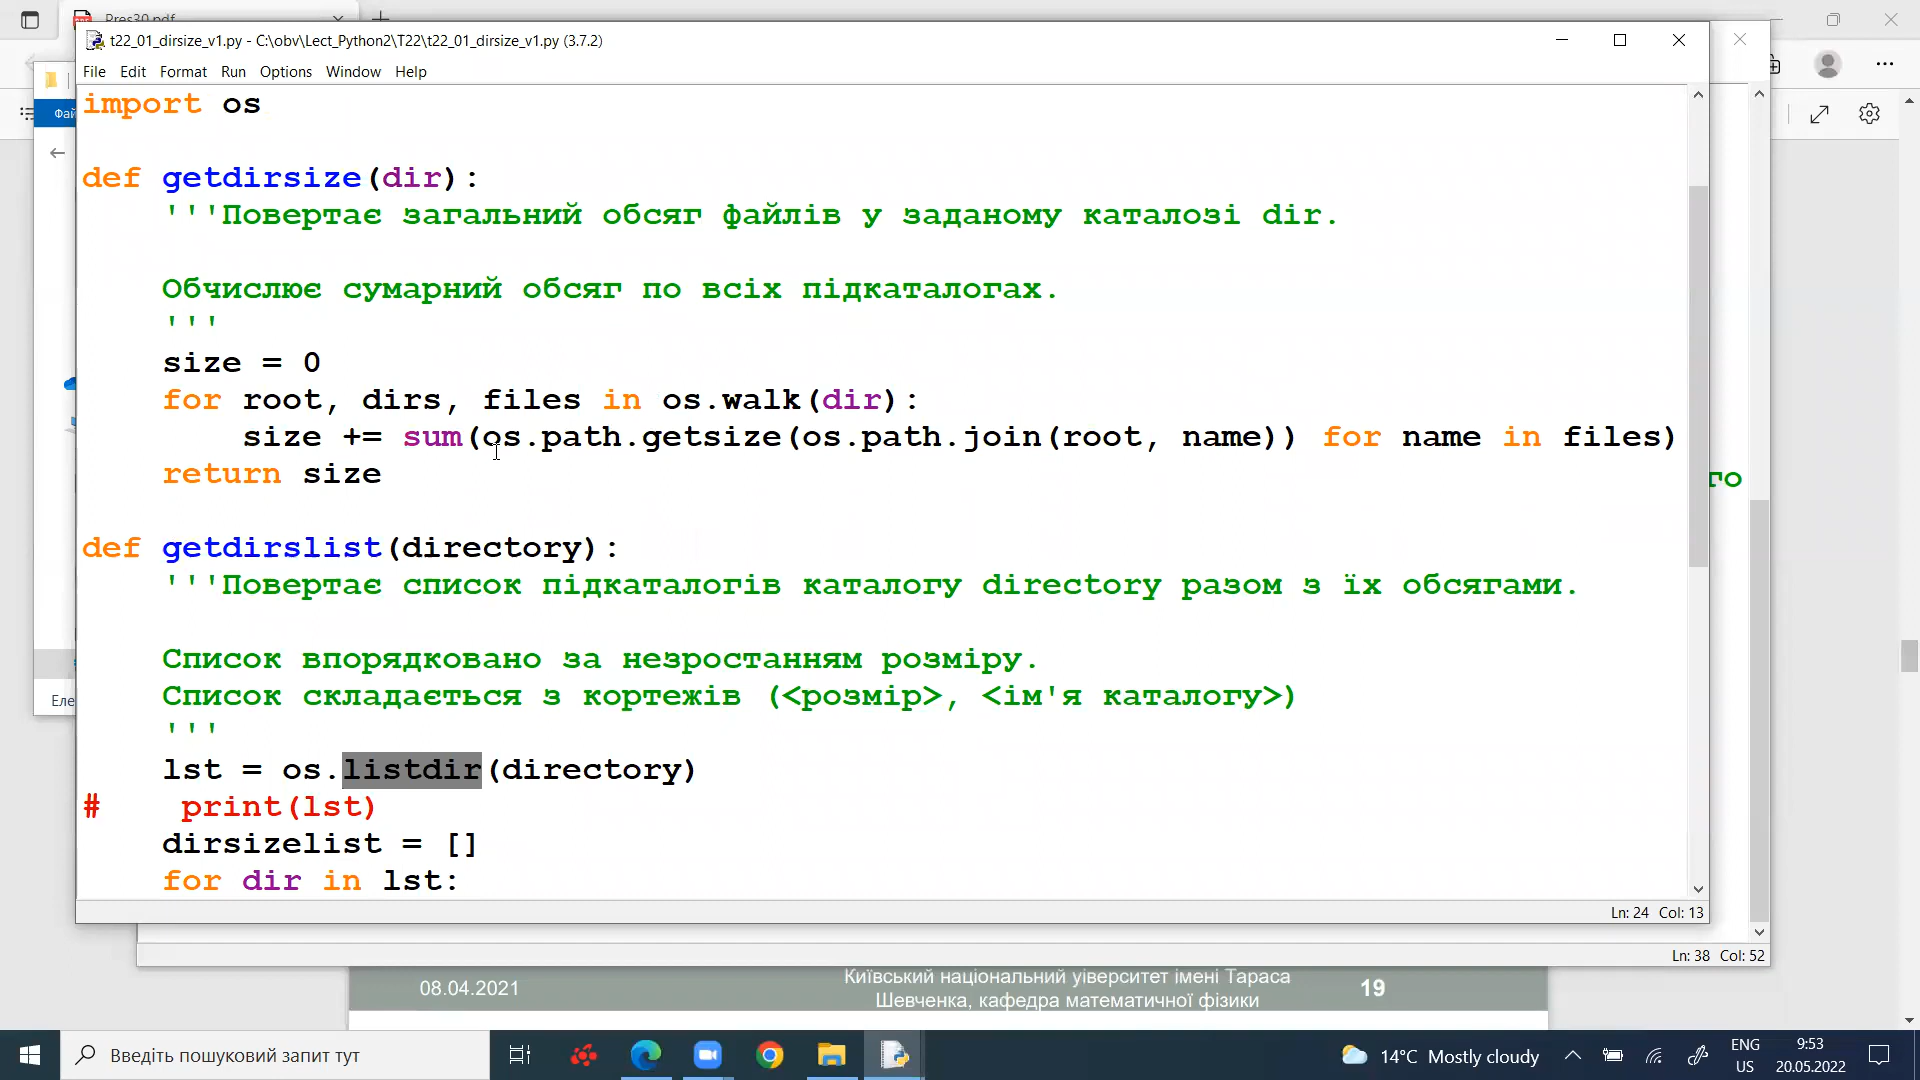 Pres30.pdf
t22_01_dirsize_v1.py - C:\obv\Lect_Python2\T22\t22_01_dirsize_v1.py (3.7.2)
File Edit Format Run Options Window Help
Фай
import os
def getdirsize(dir):
'''Повертає загальний обсяг файлів у заданому каталозі dir.
Обчислює сумарний обсяг по всіх підкаталогах.
'''
size = 0
for root, dirs, files in os.walk(dir):
size += sum(os.path.getsize(os.path.join(root, name)) for name in files)
return size
го
def getdirslist(directory):
'''Повертає список підкаталогів каталогу directory разом з їх обсягами.
Список впорядковано за незростанням розміру.
Список складається з кортежів (<розмір>, <ім'я каталогу>)
'''
Еле
lst = os.listdir(directory)
# print(lst)
dirsizelist = []
for dir in lst:
Ln: 24 Col: 13
Ln: 38 Col: 52
08.04.2021
Київський національний уіверситет імені Тараса
Шевченка, кафедра математичної фізики
19
Введіть пошуковий запит тут
14°C Mostly cloudy
ENG
US
9:53
20.05.2022